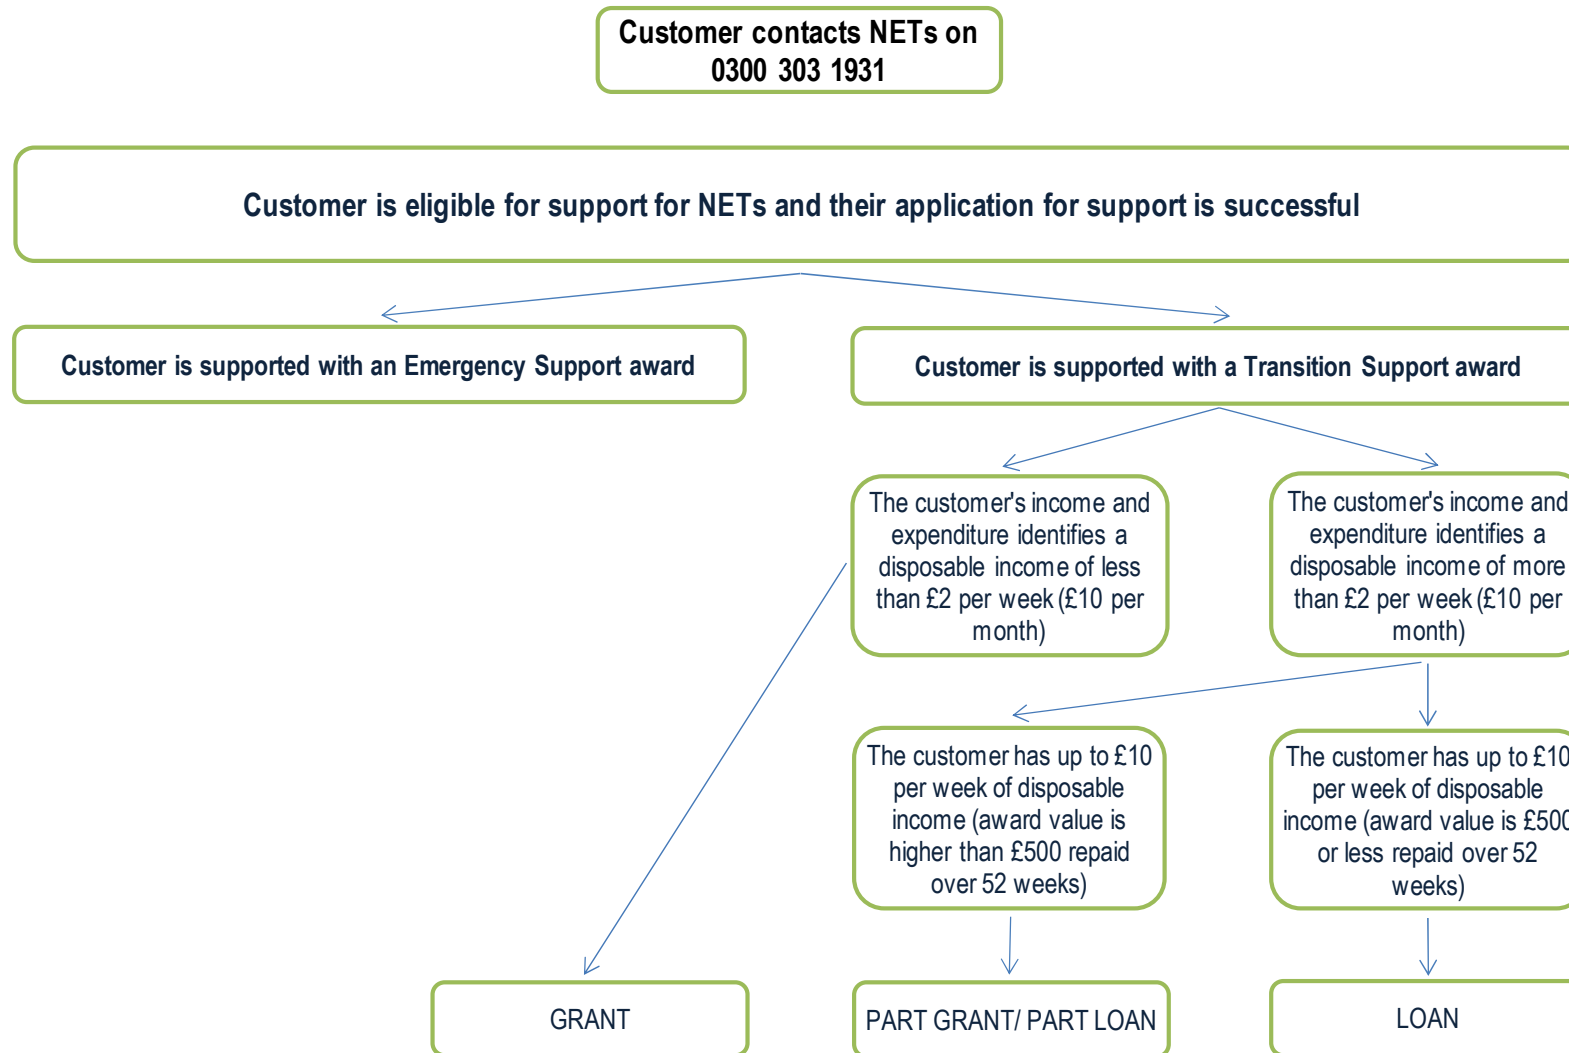 Customer contacts NETs on
0300 303 1931
Customer is eligible for support for NETs and their application for support is successful
Customer is supported with an Emergency Support award
Customer is supported with a Transition Support award
The customer's income and
expenditure identifies a
disposable income of less
than £2 per week (£10 per
month)
The customer's income and
expenditure identifies a
disposable income of more
than £2 per week (£10 per
month)
The customer has up to £10
per week of disposable
income (award value is
higher than £500 repaid
over 52 weeks)
The customer has up to £10
per week of disposable
income (award value is £500
or less repaid over 52
weeks)
GRANT
PART GRANT/ PART LOAN
LOAN